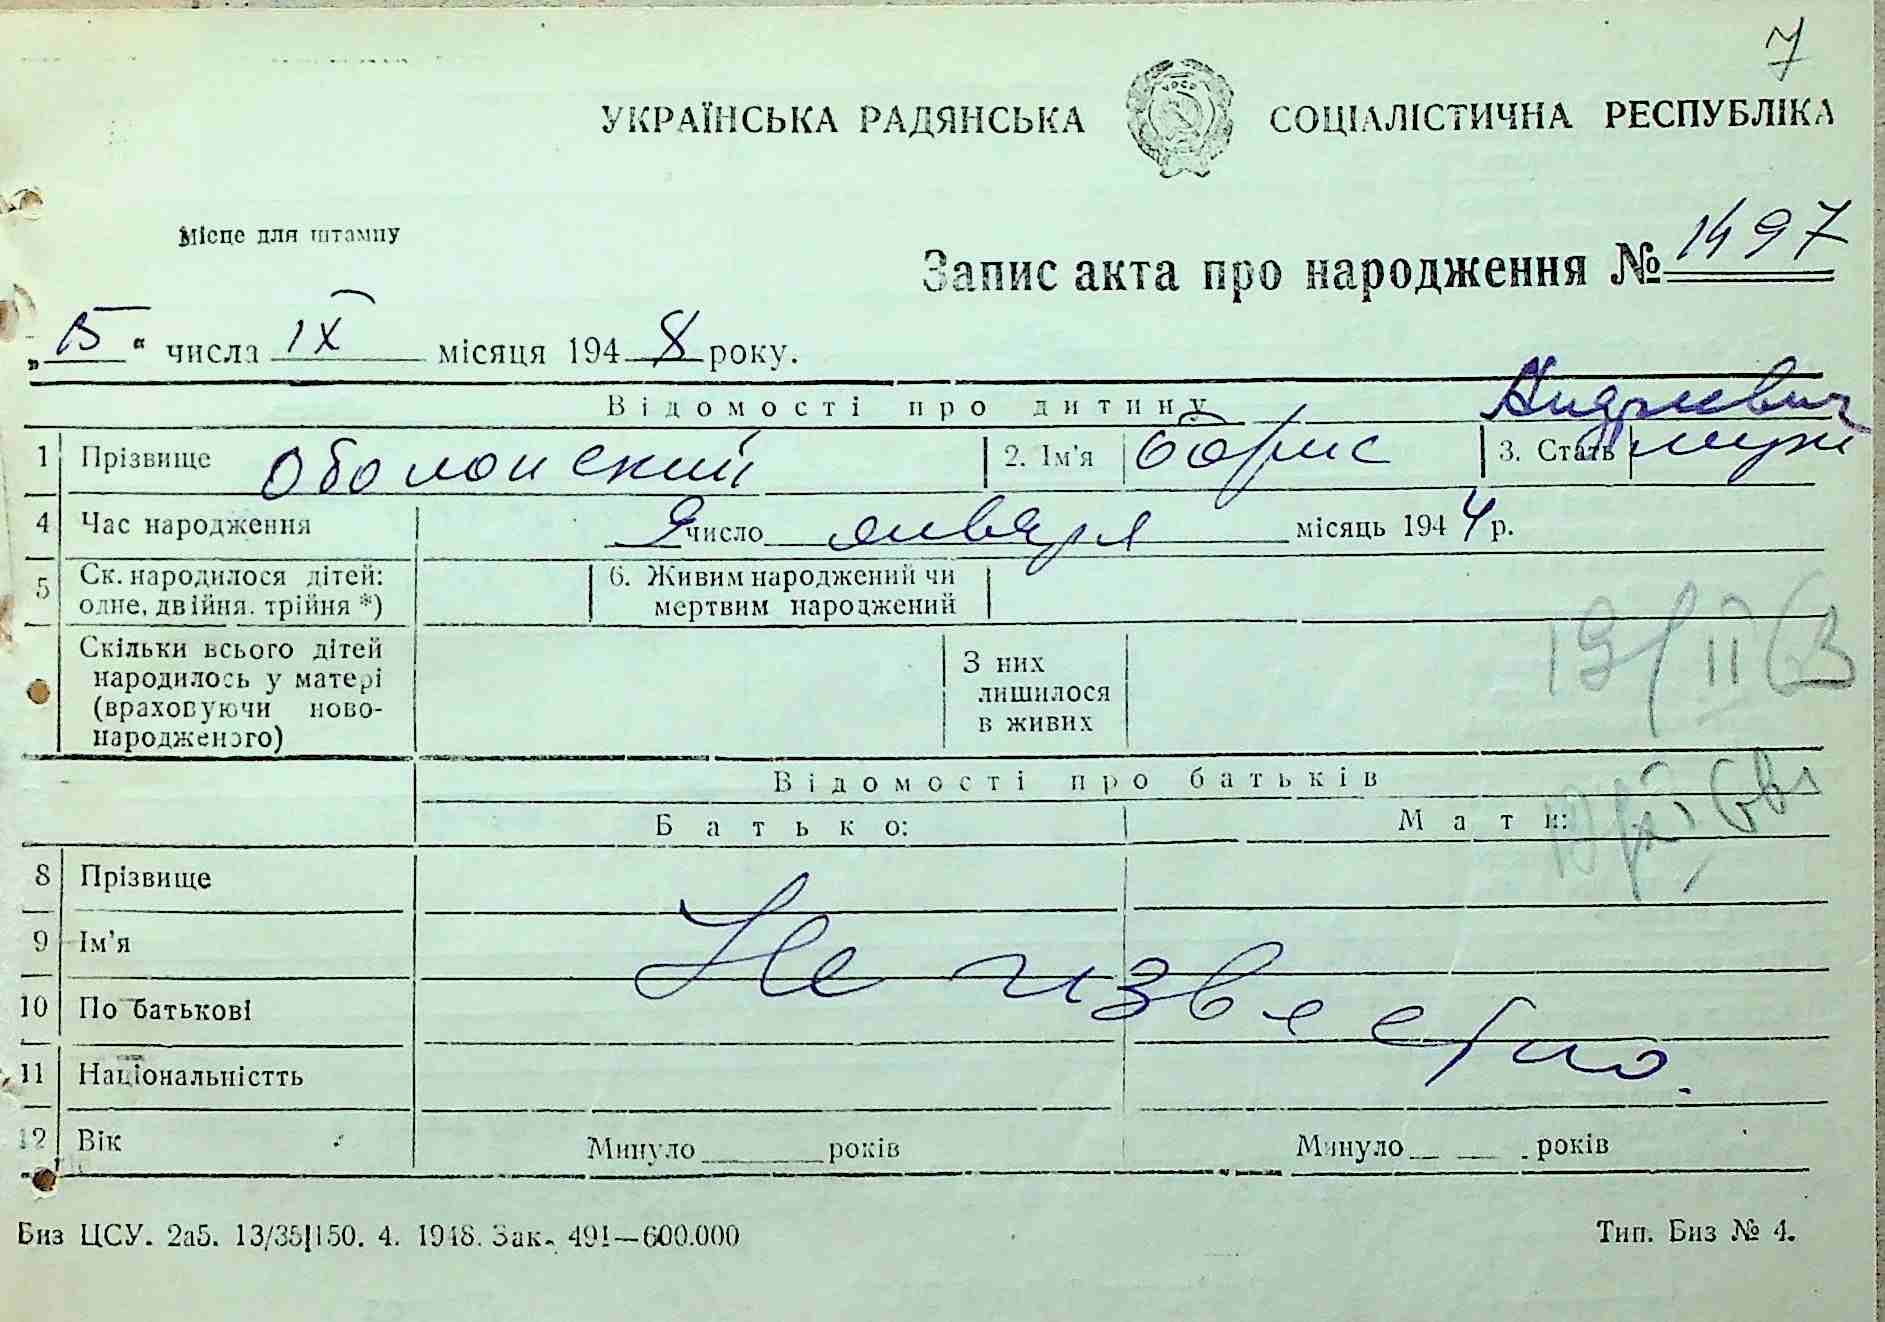 7
УКРАЇНСЬКА РАДЯНСЬКА СОЦІАЛІСТИЧНА РЕСПУБЛІКА
Місце для штампу
Запис акта про народження № 1497
„15“ числа IX місяця 1948 року.
Відомості про дитину Андреевич
1 Прізвище Оболонский 2. Ім'я Борис 3. Стать муж
4 Час народження 9 число января місяць 1944 р.
5 Ск. народилося дітей: одне, двійня, трійня *) 6. Живим народжений чи мертвим народжений
Скільки всього дітей народилось у матері (враховуючи новонародженого) З них лишилося в живих
19/II 63
Відомості про батьків
Батько: Мати:
8 Прізвище
9 Ім'я
Не известно.
10 По батькові
11 Національністть
12 Вік Минуло років Минуло років
Биз ЦСУ. 2а5. 13/35|150. 4. 1948. Зак. 491—600.000 Тип. Биз № 4.